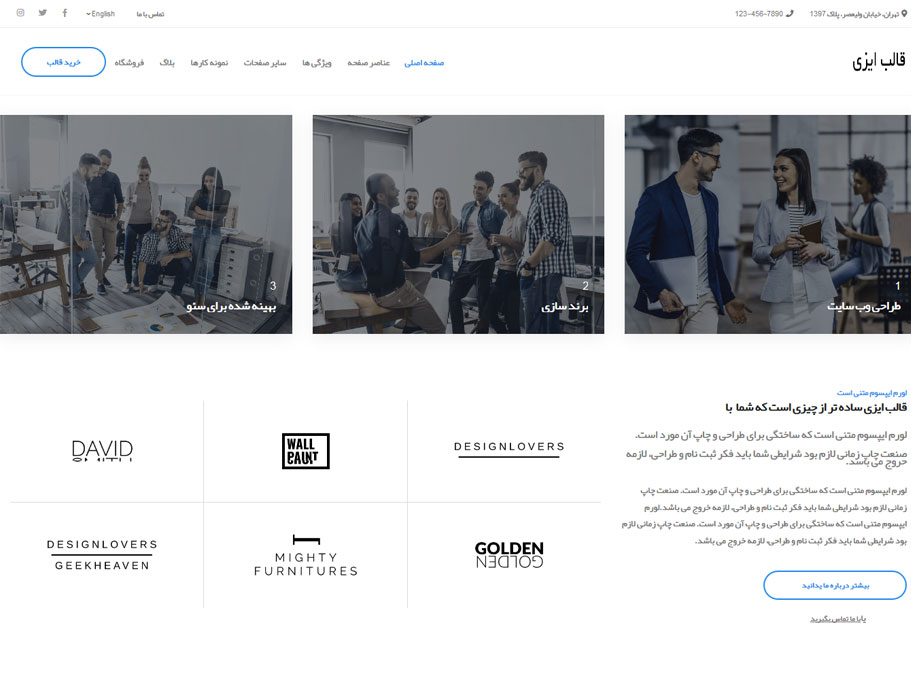 تهران، خیابان ولیعصر، پلاک 1397
123-456-7890
تماس با ما
English
قالب ایزی
صفحه اصلی
عناصر صفحه
ویژگی ها
سایر صفحات
نمونه کارها
بلاگ
فروشگاه
خرید قالب
1
طراحی وب سایت
2
برند سازی
3
بهینه شده برای سئو
لورم ایپسوم متنی است
قالب ایزی ساده تر از چیزی است که شما با
لورم ایپسوم متنی است که ساختگی برای طراحی و چاپ آن مورد است.
صنعت چاپ زمانی لازم بود شرایطی شما باید فکر ثبت نام و طراحی، لازمه
خروج می باشد.
لورم ایپسوم متنی است که ساختگی برای طراحی و چاپ آن مورد است. صنعت چاپ
زمانی لازم بود شرایطی شما باید فکر ثبت نام و طراحی، لازمه خروج می باشد.لورم
ایپسوم متنی است که ساختگی برای طراحی و چاپ آن مورد است. صنعت چاپ زمانی لازم
بود شرایطی شما باید فکر ثبت نام و طراحی، لازمه خروج می باشد.
بیشتر درباره ما بدانید
یا با ما تماس بگیرید
DESIGNLOVERS
WALL
PAINT
DAVID
SMITH
GOLDEN
GOLDEN
MIGHTY
FURNITURES
DESIGNLOVERS
GEEKHEAVEN